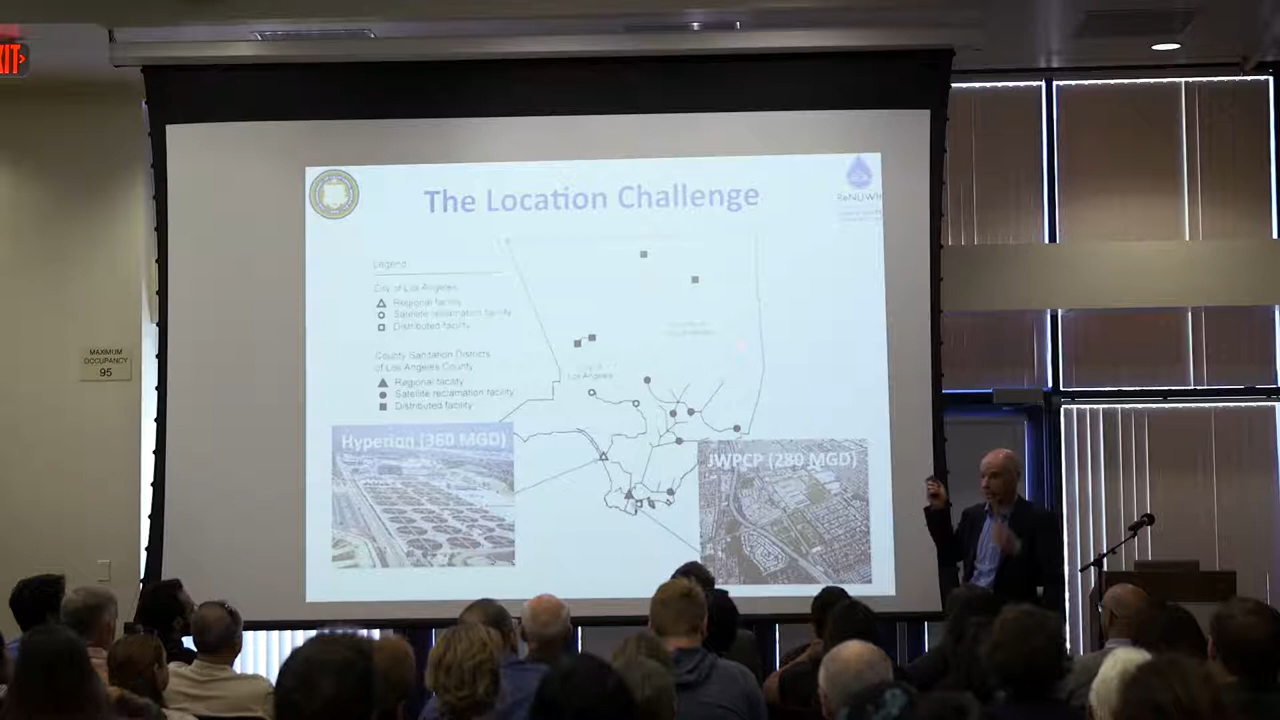 XIT
MAXIMUM
OCCUPANCY
95
The Location Challenge
ReNUWIt
Legend
City of Los Angeles
Regional facility
Satellite reclamation facility
Distributed facility
County Sanitation Districts
of Los Angeles County
Regional facility
Satellite reclamation facility
Distributed facility
Los Angeles
Hyperion (360 MGD)
JWPCP (280 MGD)